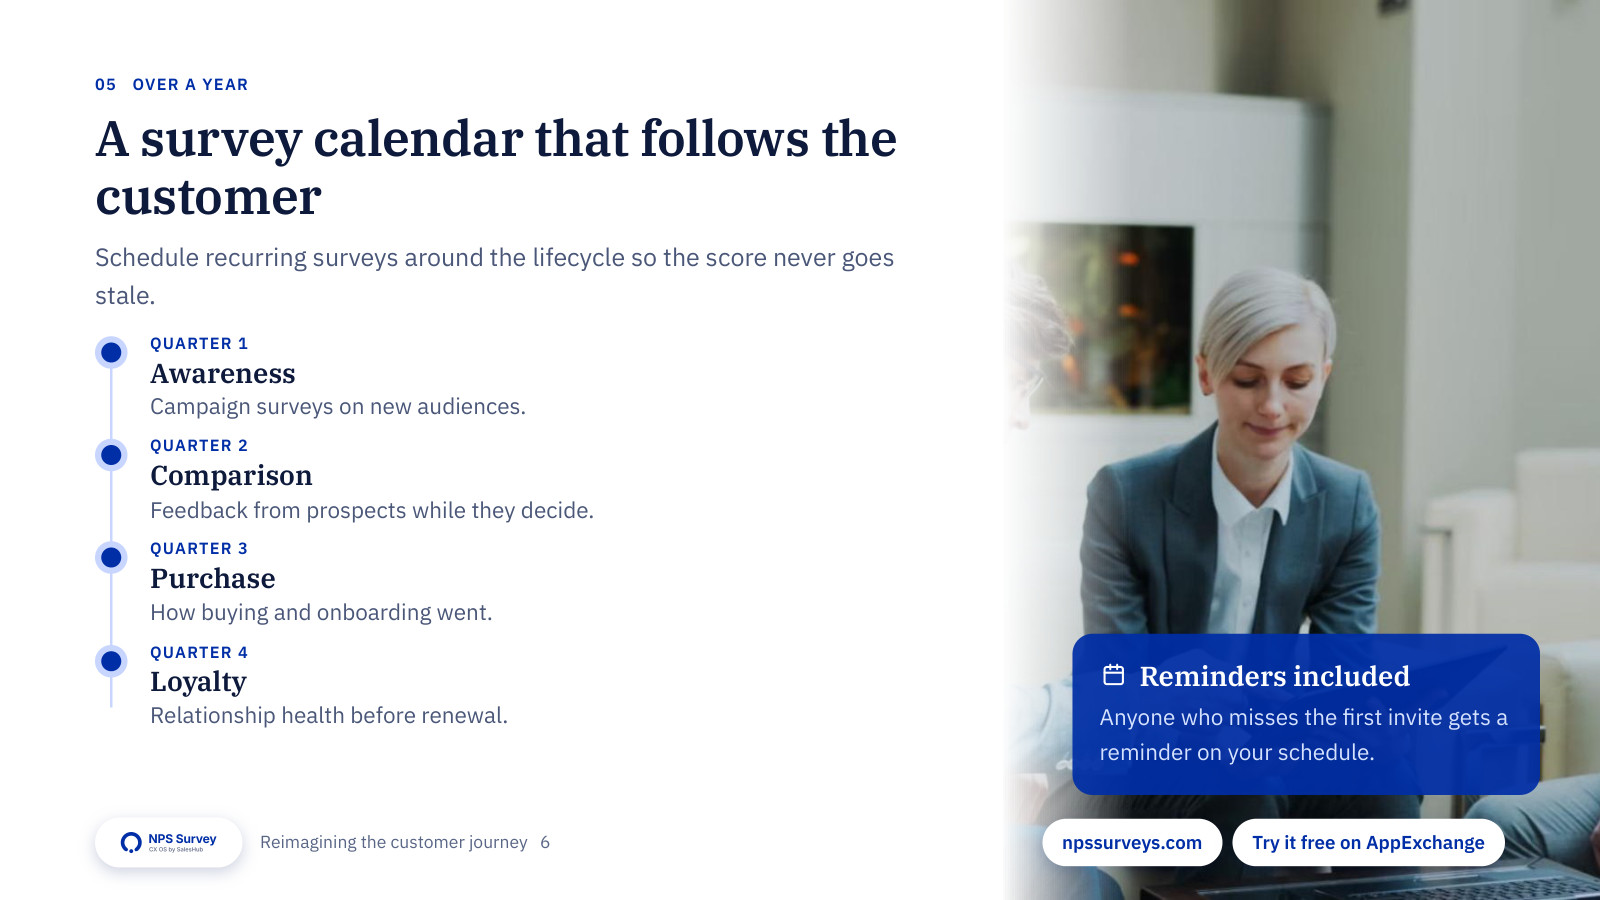 05 OVER A YEAR
A survey calendar that follows the
customer
Schedule recurring surveys around the lifecycle so the score never goes
stale.
QUARTER 1
Awareness
Campaign surveys on new audiences.
QUARTER 2
Comparison
Feedback from prospects while they decide.
QUARTER 3
Purchase
How buying and onboarding went.
QUARTER 4
Loyalty
Relationship health before renewal.
Reminders included
Anyone who misses the first invite gets a
reminder on your schedule.
NPS Survey
CX OS by SalesHub
Reimagining the customer journey 6
npssurveys.com
Try it free on AppExchange